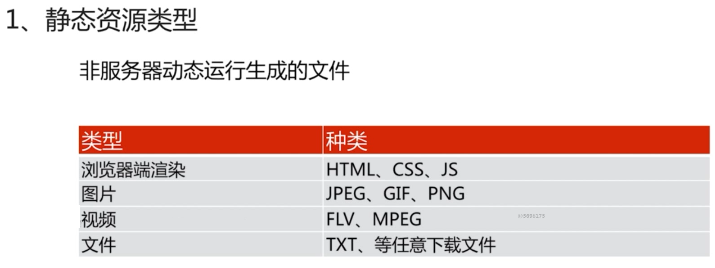 1、静态资源类型
非服务器动态运行生成的文件
类型 种类
浏览器端渲染 HTML、CSS、JS
图片 JPEG、GIF、PNG
视频 FLV、MPEG
文件 TXT、等任意下载文件